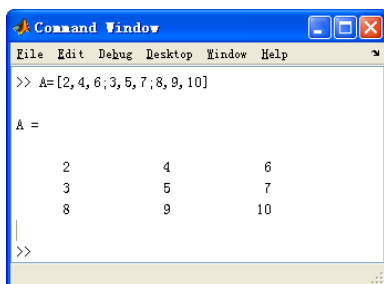 Command Window
File Edit Debug Desktop Window Help
>> A=[2,4,6;3,5,7;8,9,10]
A =
2 4 6
3 5 7
8 9 10
>>